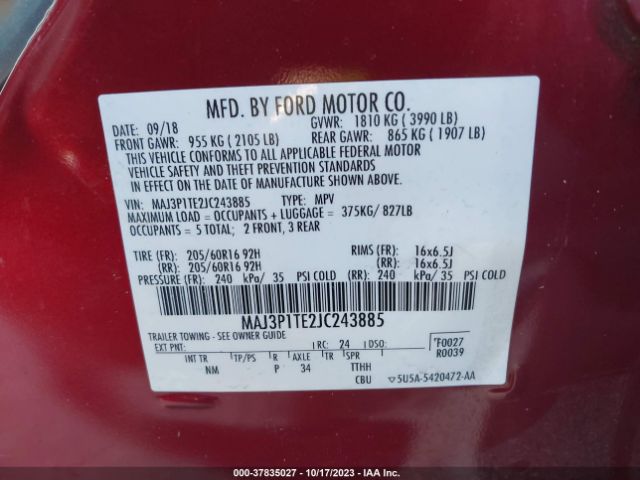 MFD. BY FORD MOTOR CO.
DATE: 09/18 GVWR: 1810 KG ( 3990 LB)
FRONT GAWR: 955 KG ( 2105 LB) REAR GAWR: 865 KG ( 1907 LB)
THIS VEHICLE CONFORMS TO ALL APPLICABLE FEDERAL MOTOR
VEHICLE SAFETY AND THEFT PREVENTION STANDARDS
IN EFFECT ON THE DATE OF MANUFACTURE SHOWN ABOVE.
VIN: MAJ3P1TE2JC243885 TYPE: MPV
MAXIMUM LOAD = OCCUPANTS + LUGGAGE = 375KG/ 827LB
OCCUPANTS = 5 TOTAL; 2 FRONT, 3 REAR
TIRE (FR): 205/60R16 92H RIMS (FR): 16x6.5J
(RR): 205/60R16 92H (RR): 16x6.5J
PRESSURE (FR): 240 kPa/ 35 PSI COLD (RR): 240 kPa/ 35 PSI COLD
MAJ3P1TE2JC243885
TRAILER TOWING - SEE OWNER GUIDE
EXT PNT: RC: 24 DSO: F0027
R0039
INT TR TP/PS R AXLE TR SPR
NM P 34 TTHH
CBU ▽5U5A-5420472-AA
000-37835027 - 10/17/2023 - IAAI.com